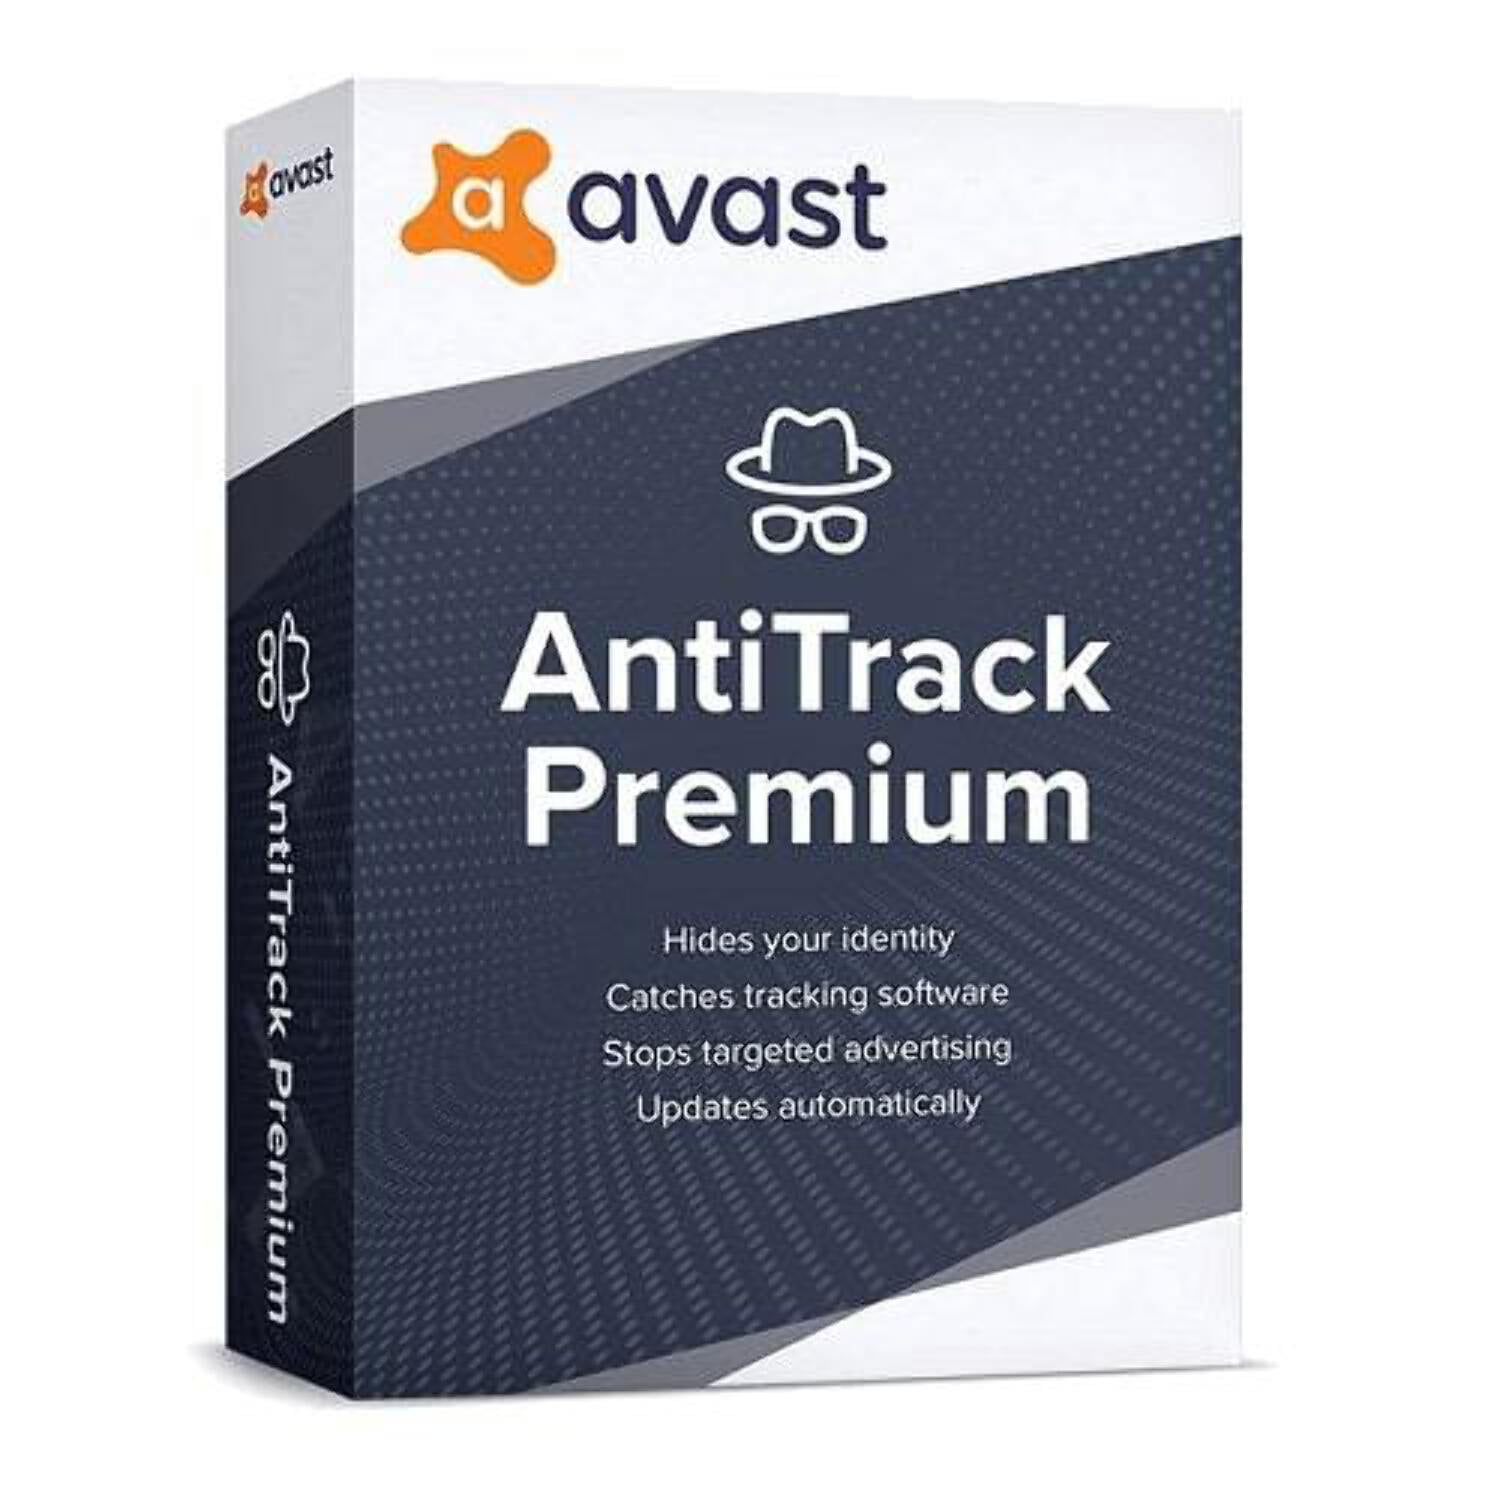 avast
a avast
AntiTrack
Premium
Hides your identity
Catches tracking software
Stops targeted advertising
Updates automatically
AntiTrack Premium